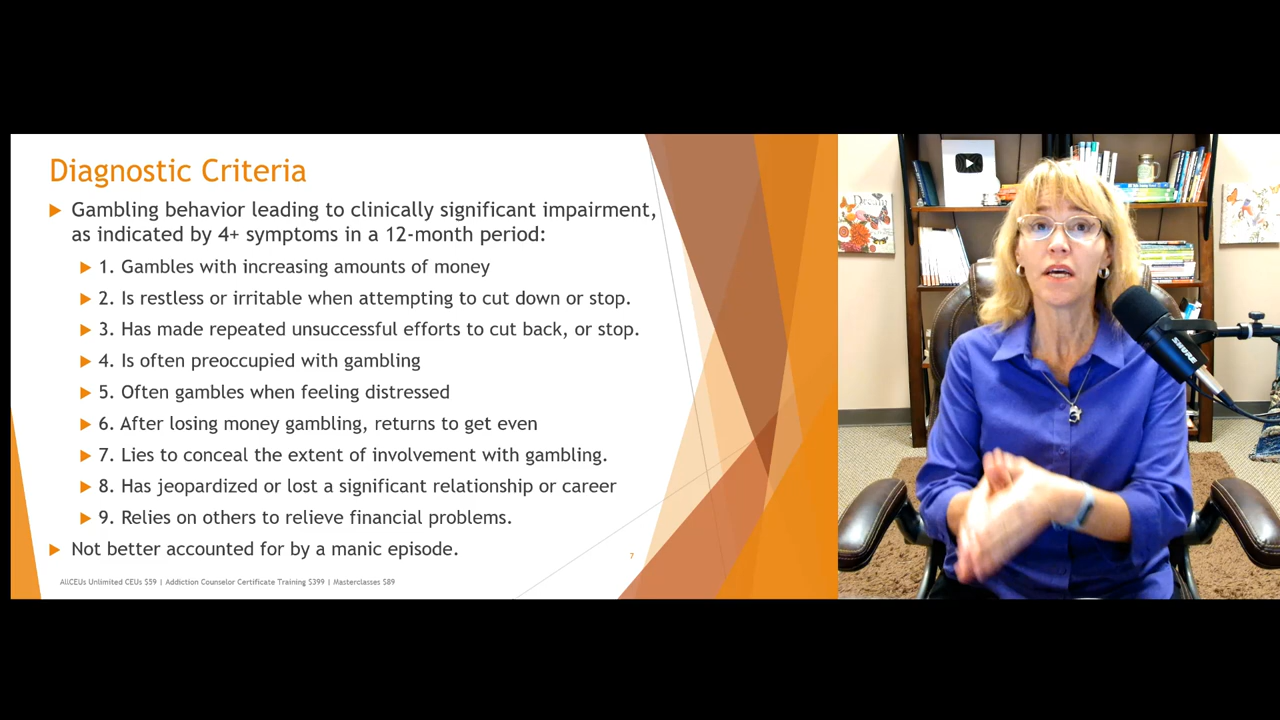 Diagnostic Criteria
Gambling behavior leading to clinically significant impairment,
as indicated by 4+ symptoms in a 12-month period:
1. Gambles with increasing amounts of money
2. Is restless or irritable when attempting to cut down or stop.
3. Has made repeated unsuccessful efforts to cut back, or stop.
4. Is often preoccupied with gambling
5. Often gambles when feeling distressed
6. After losing money gambling, returns to get even
7. Lies to conceal the extent of involvement with gambling.
8. Has jeopardized or lost a significant relationship or career
9. Relies on others to relieve financial problems.
Not better accounted for by a manic episode.
7
AllCEUs Unlimited CEUs $59 | Addiction Counselor Certificate Training $399 | Masterclasses $89
Dream
SHURE